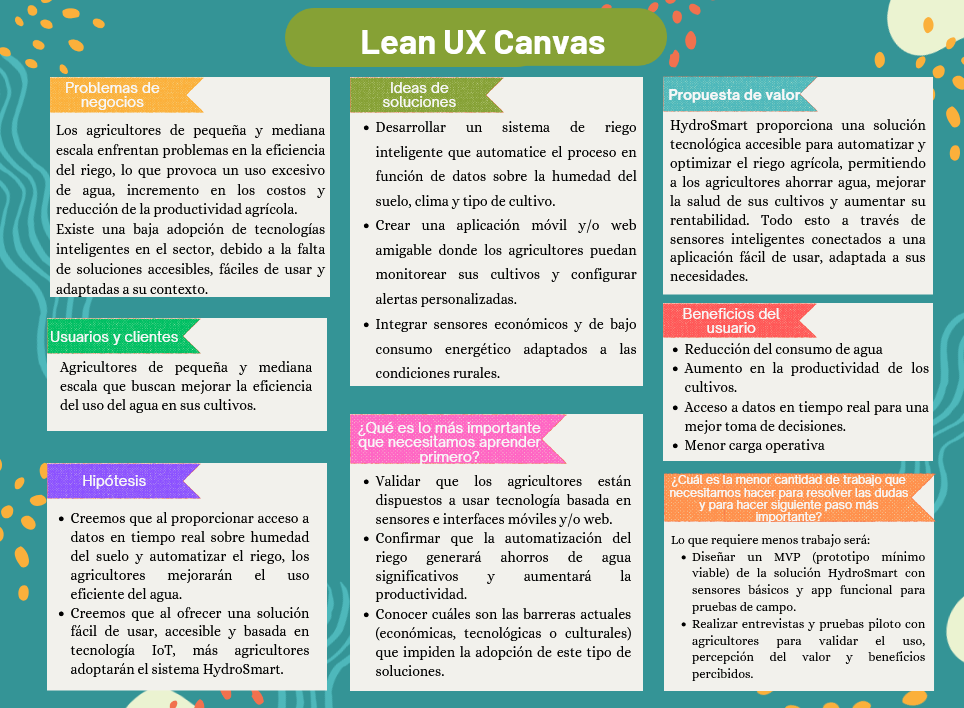 Lean UX Canvas
Problemas de
negocios
Los agricultores de pequeña y mediana
escala enfrentan problemas en la eficiencia
del riego, lo que provoca un uso excesivo
de agua, incremento en los costos y
reducción de la productividad agrícola.
Existe una baja adopción de tecnologías
inteligentes en el sector, debido a la falta
de soluciones accesibles, fáciles de usar y
adaptadas a su contexto.
Usuarios y clientes
Agricultores de pequeña y mediana
escala que buscan mejorar la eficiencia
del uso del agua en sus cultivos.
Hipótesis
• Creemos que al proporcionar acceso a
datos en tiempo real sobre humedad
del suelo y automatizar el riego, los
agricultores mejorarán el uso
eficiente del agua.
• Creemos que al ofrecer una solución
fácil de usar, accesible y basada en
tecnología IoT, más agricultores
adoptarán el sistema HydroSmart.
Ideas de
soluciones
• Desarrollar un sistema de riego
inteligente que automatice el proceso en
función de datos sobre la humedad del
suelo, clima y tipo de cultivo.
• Crear una aplicación móvil y/o web
amigable donde los agricultores puedan
monitorear sus cultivos y configurar
alertas personalizadas.
• Integrar sensores económicos y de bajo
consumo energético adaptados a las
condiciones rurales.
¿Qué es lo más importante
que necesitamos aprender
primero?
• Validar que los agricultores están
dispuestos a usar tecnología basada en
sensores e interfaces móviles y/o web.
• Confirmar que la automatización del
riego generará ahorros de agua
significativos y aumentará la
productividad.
• Conocer cuáles son las barreras actuales
(económicas, tecnológicas o culturales)
que impiden la adopción de este tipo de
soluciones.
Propuesta de valor
HydroSmart proporciona una solución
tecnológica accesible para automatizar y
optimizar el riego agrícola, permitiendo
a los agricultores ahorrar agua, mejorar
la salud de sus cultivos y aumentar su
rentabilidad. Todo esto a través de
sensores inteligentes conectados a una
aplicación fácil de usar, adaptada a sus
necesidades.
Beneficios del
usuario
• Reducción del consumo de agua
• Aumento en la productividad de los
cultivos.
• Acceso a datos en tiempo real para una
mejor toma de decisiones.
• Menor carga operativa
¿Cuál es la menor cantidad de trabajo que
necesitamos hacer para resolver las dudas
y para hacer siguiente paso más
importante?
Lo que requiere menos trabajo será:
• Diseñar un MVP (prototipo mínimo
viable) de la solución HydroSmart con
sensores básicos y app funcional para
pruebas de campo.
• Realizar entrevistas y pruebas piloto con
agricultores para validar el uso,
percepción del valor y beneficios
percibidos.